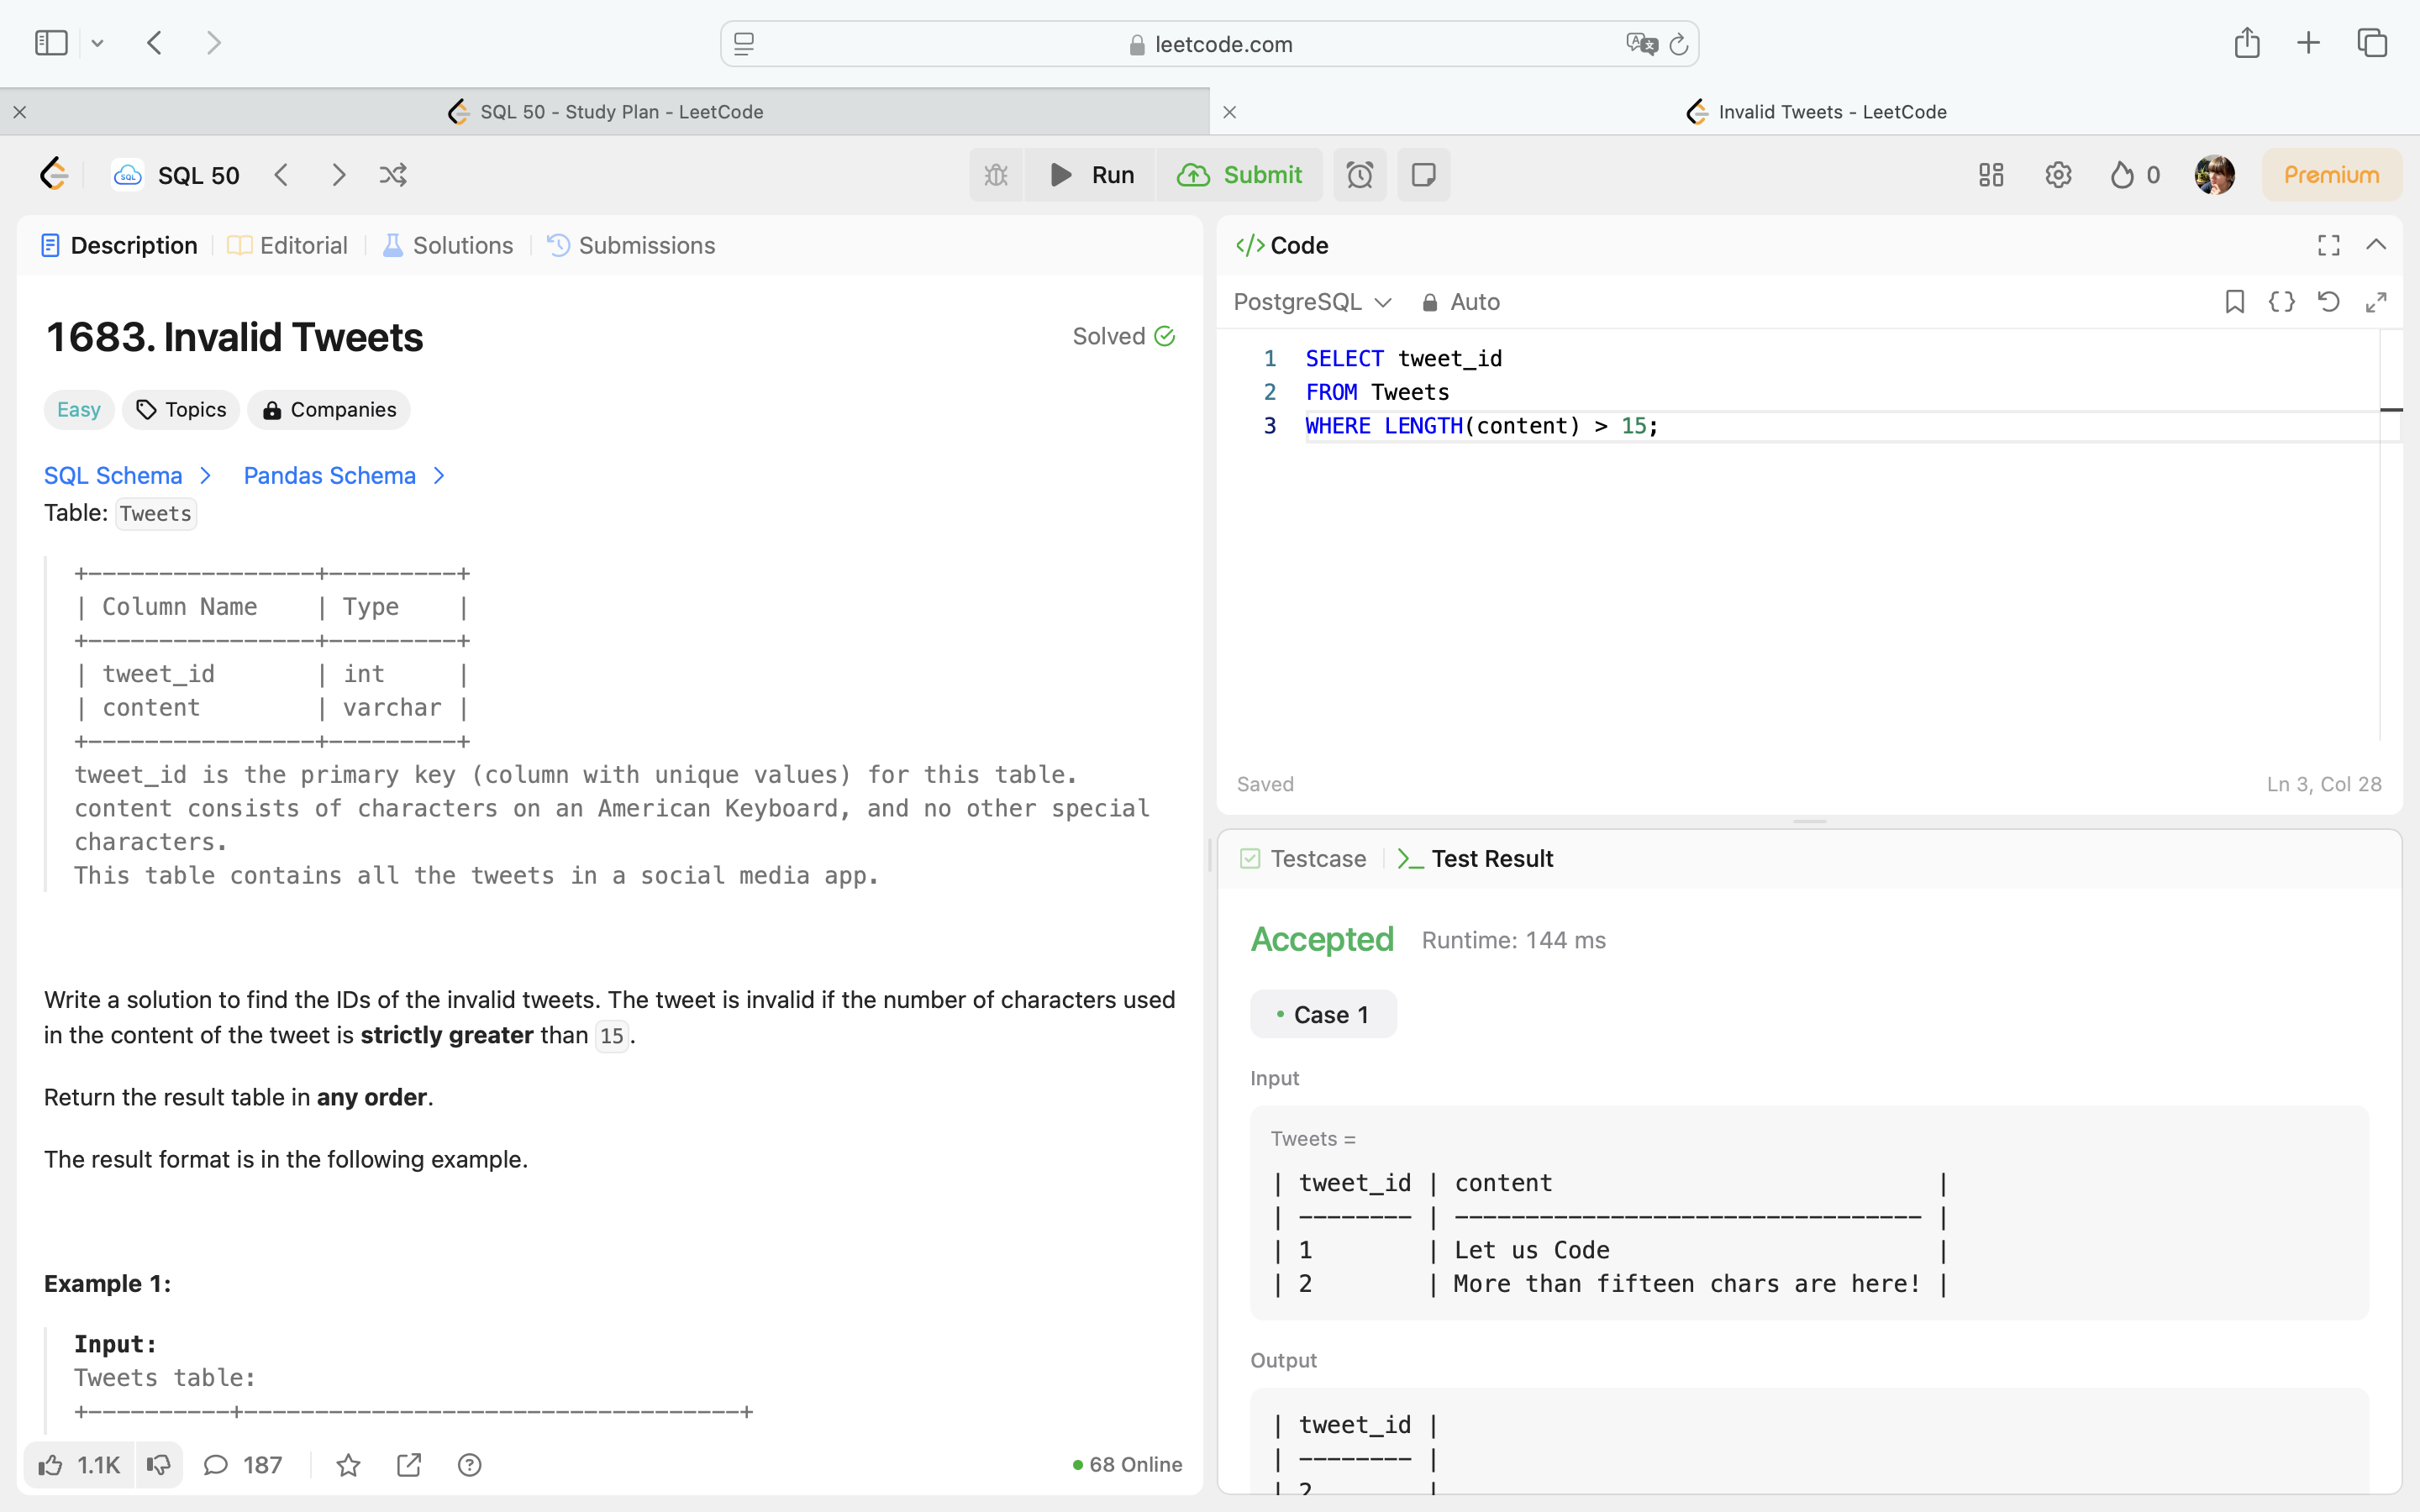 leetcode.com
SQL 50 - Study Plan - LeetCode
Invalid Tweets - LeetCode
SQL 50
Run
Submit
0
Premium
Description
Editorial
Solutions
Submissions
1683. Invalid Tweets
Solved
Easy
Topics
Companies
SQL Schema
Pandas Schema
Table: Tweets
+----------------+---------+
| Column Name    | Type    |
+----------------+---------+
| tweet_id       | int     |
| content        | varchar |
+----------------+---------+
tweet_id is the primary key (column with unique values) for this table.
content consists of characters on an American Keyboard, and no other special
characters.
This table contains all the tweets in a social media app.
Write a solution to find the IDs of the invalid tweets. The tweet is invalid if the number of characters used
in the content of the tweet is strictly greater than 15.
Return the result table in any order.
The result format is in the following example.
Example 1:
Input:
Tweets table:
+----------+-----------------------------------+
1.1K
187
68 Online
Code
PostgreSQL
Auto
1 SELECT tweet_id
2 FROM Tweets
3 WHERE LENGTH(content) > 15;
Saved
Ln 3, Col 28
Testcase
Test Result
Accepted
Runtime: 144 ms
Case 1
Input
Tweets =
| tweet_id | content                           |
| -------- | --------------------------------- |
| 1        | Let us Code                       |
| 2        | More than fifteen chars are here! |
Output
| tweet_id |
| -------- |
| 2        |